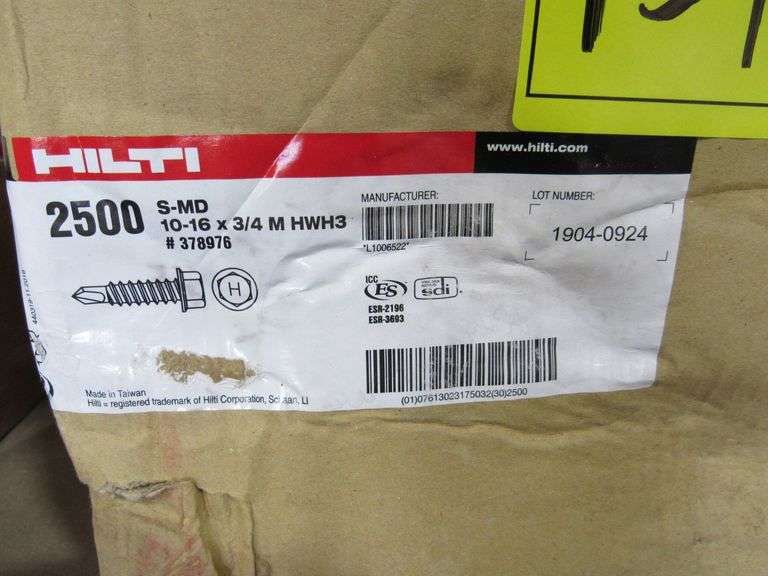 HILTI
www.hilti.com
2500
S-MD
10-16 x 3/4 M HWH3
# 378976
MANUFACTURER:
*L1006522*
LOT NUMBER:
1904-0924
H
ICC
ES
sdi
ESR-2196
ESR-3693
Made in Taiwan
Hilti = registered trademark of Hilti Corporation, LI
(01)07613023175032(30)2500